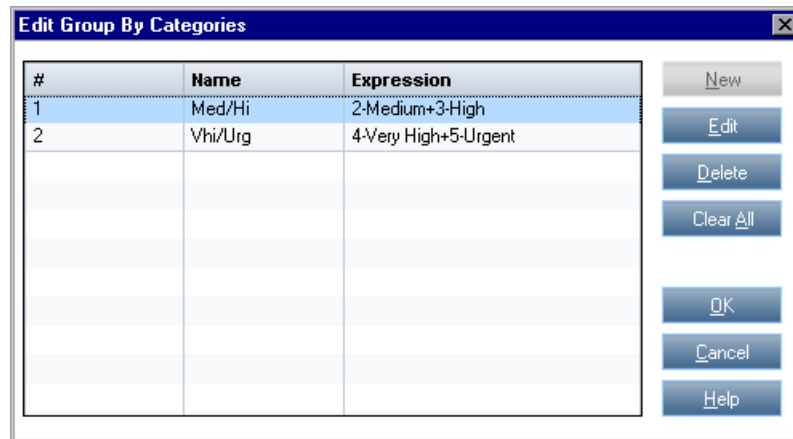 Edit Group By Categories
# Name Expression
1 Med/Hi 2-Medium+3-High
2 Vhi/Urg 4-Very High+5-Urgent
New
Edit
Delete
Clear All
OK
Cancel
Help